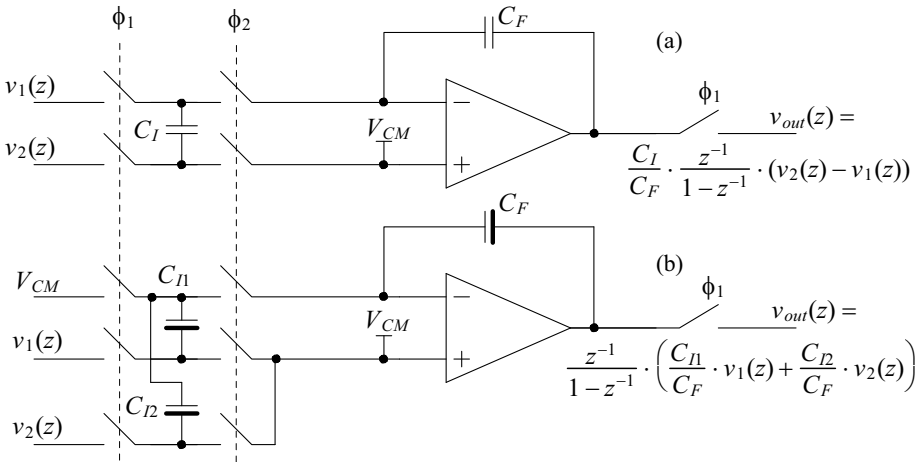 ϕ1 ϕ2 C_F (a)
v1(z) ϕ1
C_I V_CM − v_out(z) =
v2(z) + C_I/C_F · z^{-1}/(1 − z^{-1}) · (v2(z) − v1(z))
C_F
V_CM C_I1 (b)
− ϕ1
v1(z) V_CM + v_out(z) =
z^{-1}/(1 − z^{-1}) · (C_I1/C_F · v1(z) + C_I2/C_F · v2(z))
C_I2
v2(z)